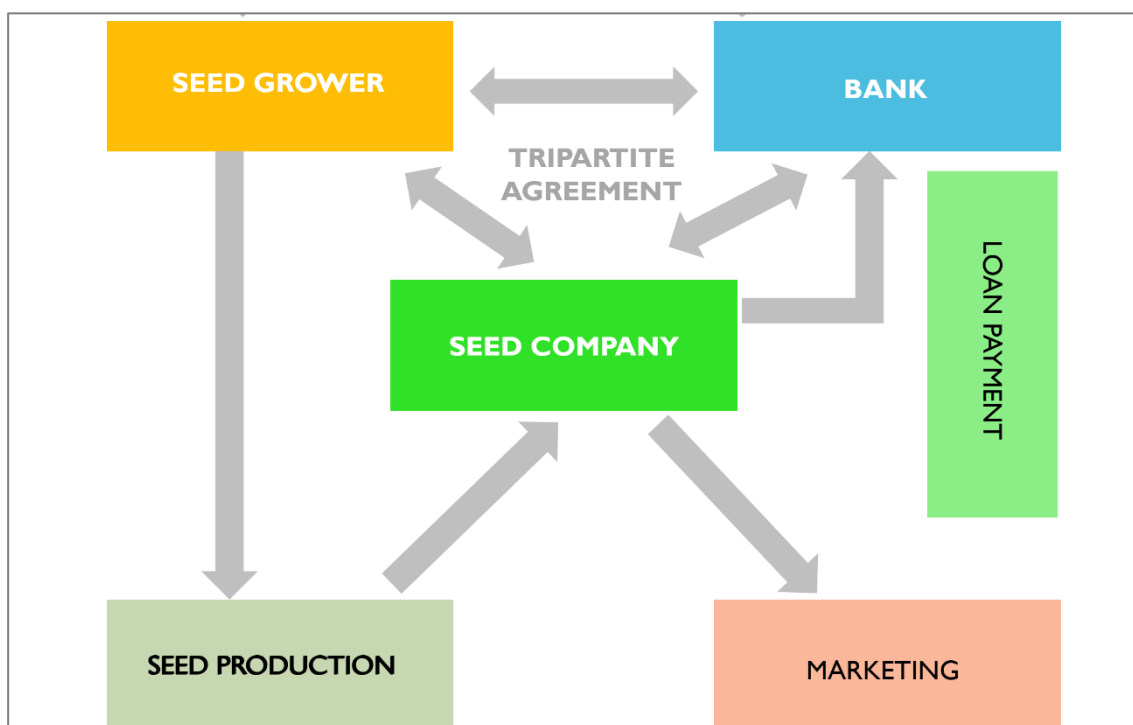 SEED GROWER
BANK
TRIPARTITE
AGREEMENT
SEED COMPANY
LOAN PAYMENT
SEED PRODUCTION
MARKETING